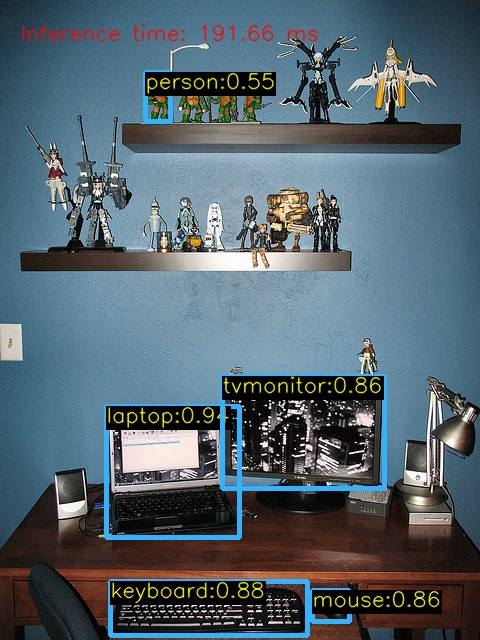 Inference time: 191.66 ms
person:0.55
tvmonitor:0.86
laptop:0.94
keyboard:0.88
mouse:0.86